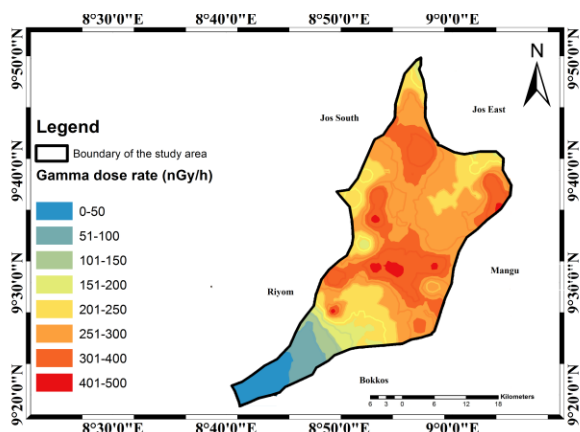 8°30'0"E 8°40'0"E 8°50'0"E 9°0'0"E
9°50'0"N
9°40'0"N
9°30'0"N
9°20'0"N
N
Jos South
Jos East
Mangu
Riyom
Bokkos
Legend
Boundary of the study area
Gamma dose rate (nGy/h)
0-50
51-100
101-150
151-200
201-250
251-300
301-400
401-500
Kilometers
6 3 0 6 12 18
9°50'0"N
9°40'0"N
9°30'0"N
9°20'0"N
8°30'0"E 8°40'0"E 8°50'0"E 9°0'0"E